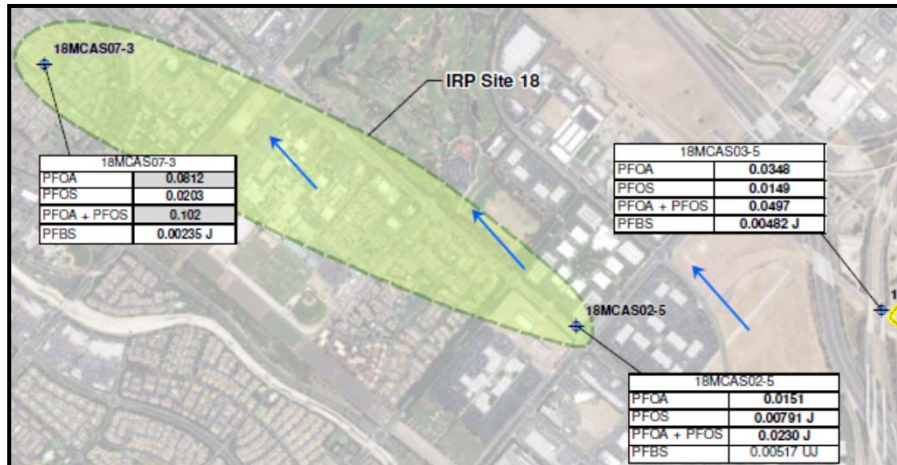 18MCAS07-3
IRP Site 18
18MCAS07-3
PFOA 0.0812
PFOS 0.0203
PFOA + PFOS 0.102
PFBS 0.00235 J
18MCAS03-5
PFOA 0.0348
PFOS 0.0149
PFOA + PFOS 0.0497
PFBS 0.00482 J
18MCAS02-5
18MCAS02-5
PFOA 0.0151
PFOS 0.00791 J
PFOA + PFOS 0.0230 J
PFBS 0.00517 UJ